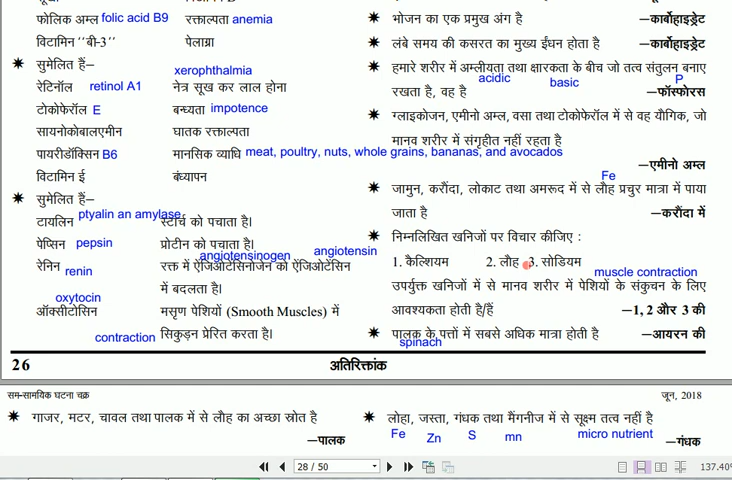 फोलिक अम्ल folic acid B9 रक्ताल्पता anemia
विटामिन ''बी-3'' पेलाग्रा
✷ सुमेलित हैं–
xerophthalmia
रेटिनॉल retinol A1 नेत्र सूख कर लाल होना
टोकोफेरॉल E बन्ध्यता impotence
सायनोकोबालएमीन घातक रक्ताल्पता
पायरीडॉक्सिन B6 मानसिक व्याधि meat, poultry, nuts, whole grains, bananas, and avocados
विटामिन ई बंध्यापन
✷ सुमेलित हैं–
टायलिन ptyalin an amylase स्टार्च को पचाता है।
पेप्सिन pepsin प्रोटीन को पचाता है।
angiotensinogen angiotensin
रेनिन renin रक्त में ऐंजिओटेंसिनोजेन को ऐंजिओटेंसिन
में बदलता है।
oxytocin
ऑक्सीटोसिन मसृण पेशियों (Smooth Muscles) में
contraction सिकुड़न प्रेरित करता है।
✷ भोजन का एक प्रमुख अंग है –कार्बोहाइड्रेट
✷ लंबे समय की कसरत का मुख्य ईंधन होता है –कार्बोहाइड्रेट
✷ हमारे शरीर में अम्लीयता तथा क्षारकता के बीच जो तत्व संतुलन बनाए
acidic basic P
रखता है, वह है –फॉस्फोरस
✷ ग्लाइकोजन, एमीनो अम्ल, वसा तथा टोकोफेरॉल में से वह यौगिक, जो
मानव शरीर में संगृहीत नहीं रहता है
–एमीनो अम्ल
Fe
✷ जामुन, करौंदा, लोकाट तथा अमरूद में से लौह प्रचुर मात्रा में पाया
जाता है –करौंदा में
✷ निम्नलिखित खनिजों पर विचार कीजिए :
1. कैल्शियम 2. लौह 3. सोडियम
muscle contraction
उपर्युक्त खनिजों में से मानव शरीर में पेशियों के संकुचन के लिए
आवश्यकता होती है/हैं –1, 2 और 3 की
✷ पालक के पत्तों में सबसे अधिक मात्रा होती है –आयरन की
spinach
26 अतिरिक्तांक
सम-सामयिक घटना चक्र जून, 2018
✷ गाजर, मटर, चावल तथा पालक में से लौह का अच्छा स्रोत है
–पालक
✷ लोहा, जस्ता, गंधक तथा मैंगनीज में से सूक्ष्म तत्व नहीं है
Fe Zn S mn micro nutrient –गंधक
28 / 50 137.40